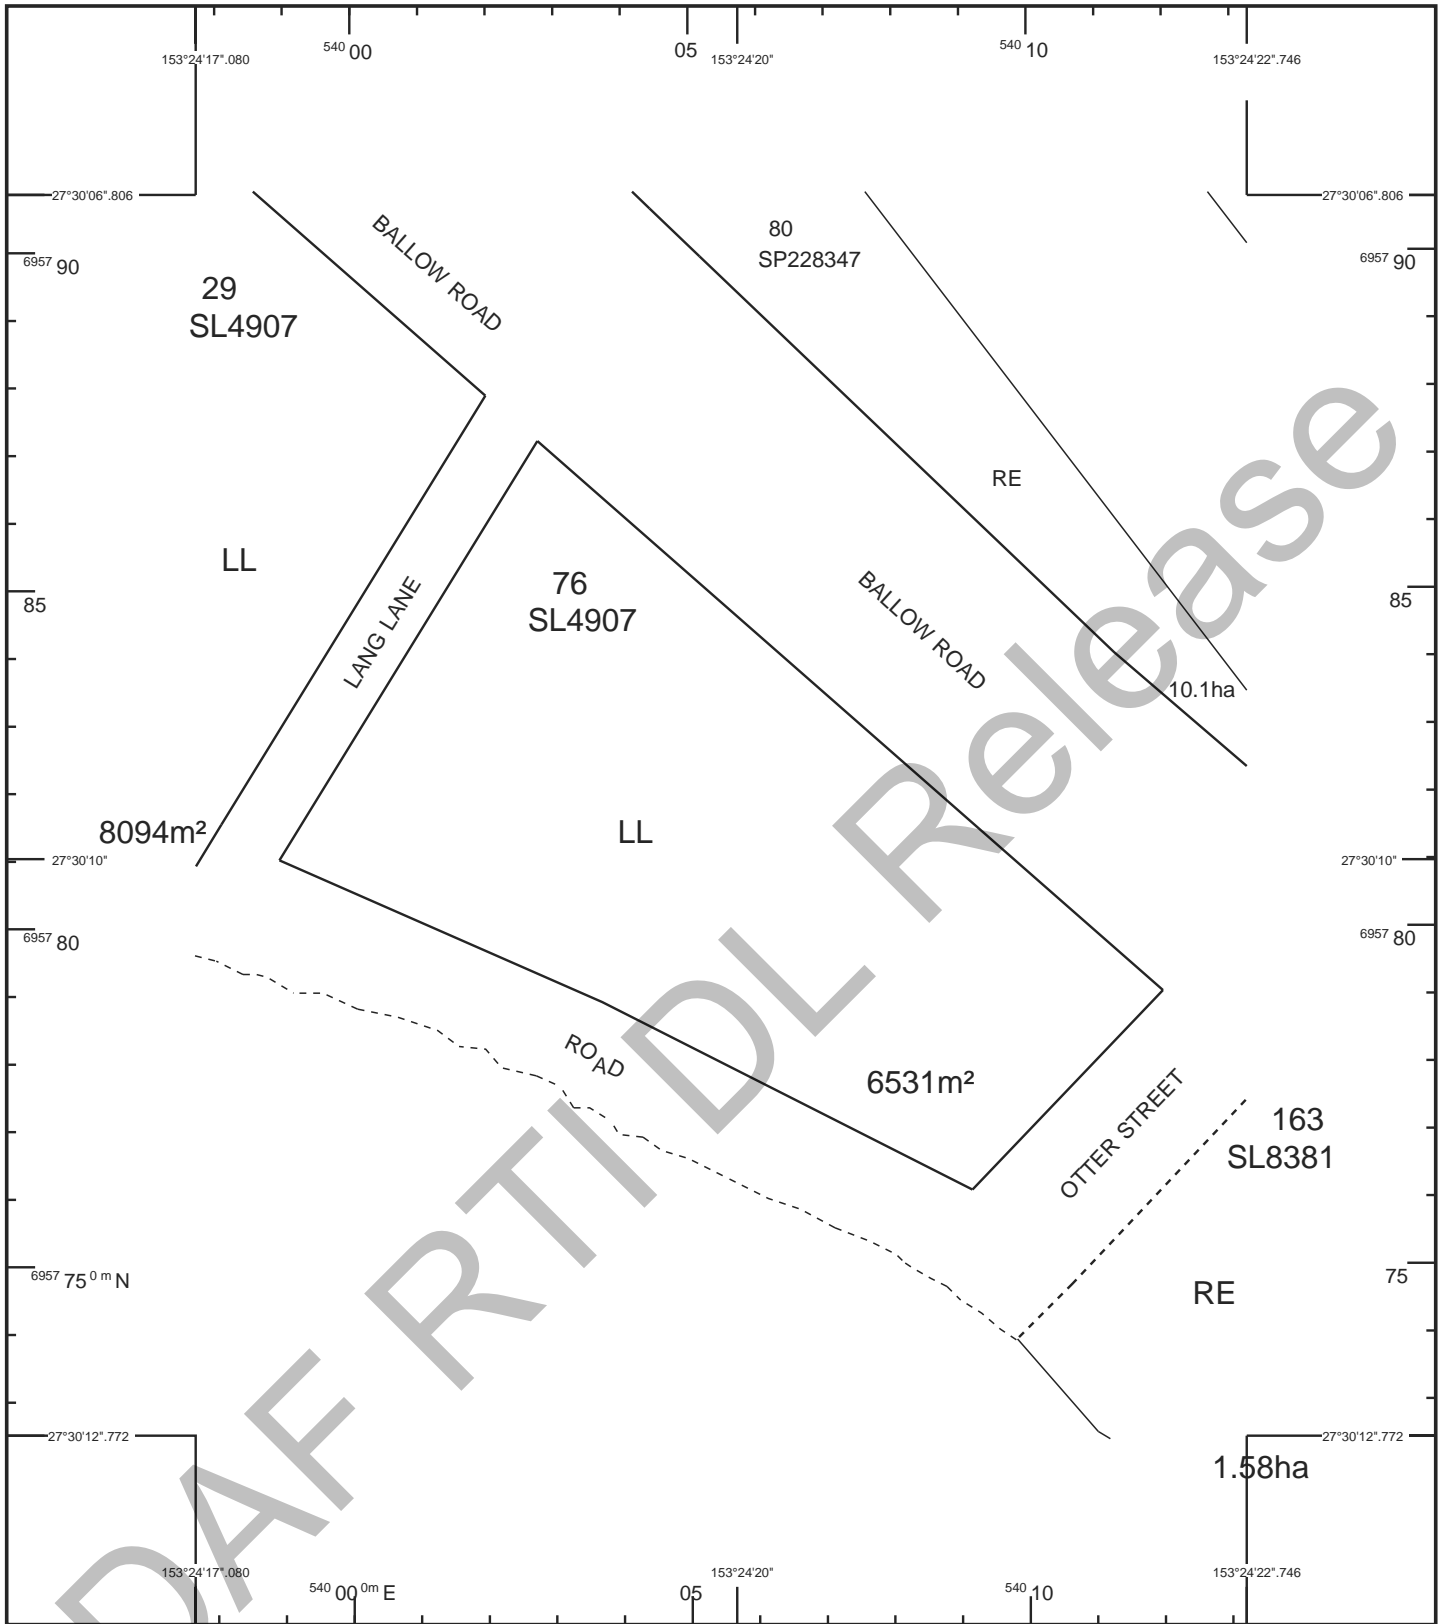 540 00
05
540 10
153°24'17".080
153°24'20"
153°24'22".746
27°30'06".806
27°30'06".806
6957 90
6957 90
80
SP228347
BALLOW ROAD
29
SL4907
RE
LL
76
SL4907
LANG LANE
BALLOW ROAD
85
85
10.1ha
8094m²
LL
27°30'10"
27°30'10"
6957 80
6957 80
ROAD
6531m²
OTTER STREET
163
SL8381
6957 75 0 m N
75
RE
27°30'12".772
27°30'12".772
1.58ha
153°24'17".080
153°24'20"
153°24'22".746
540 00 0m E
05
540 10
DAF RTI DL Release